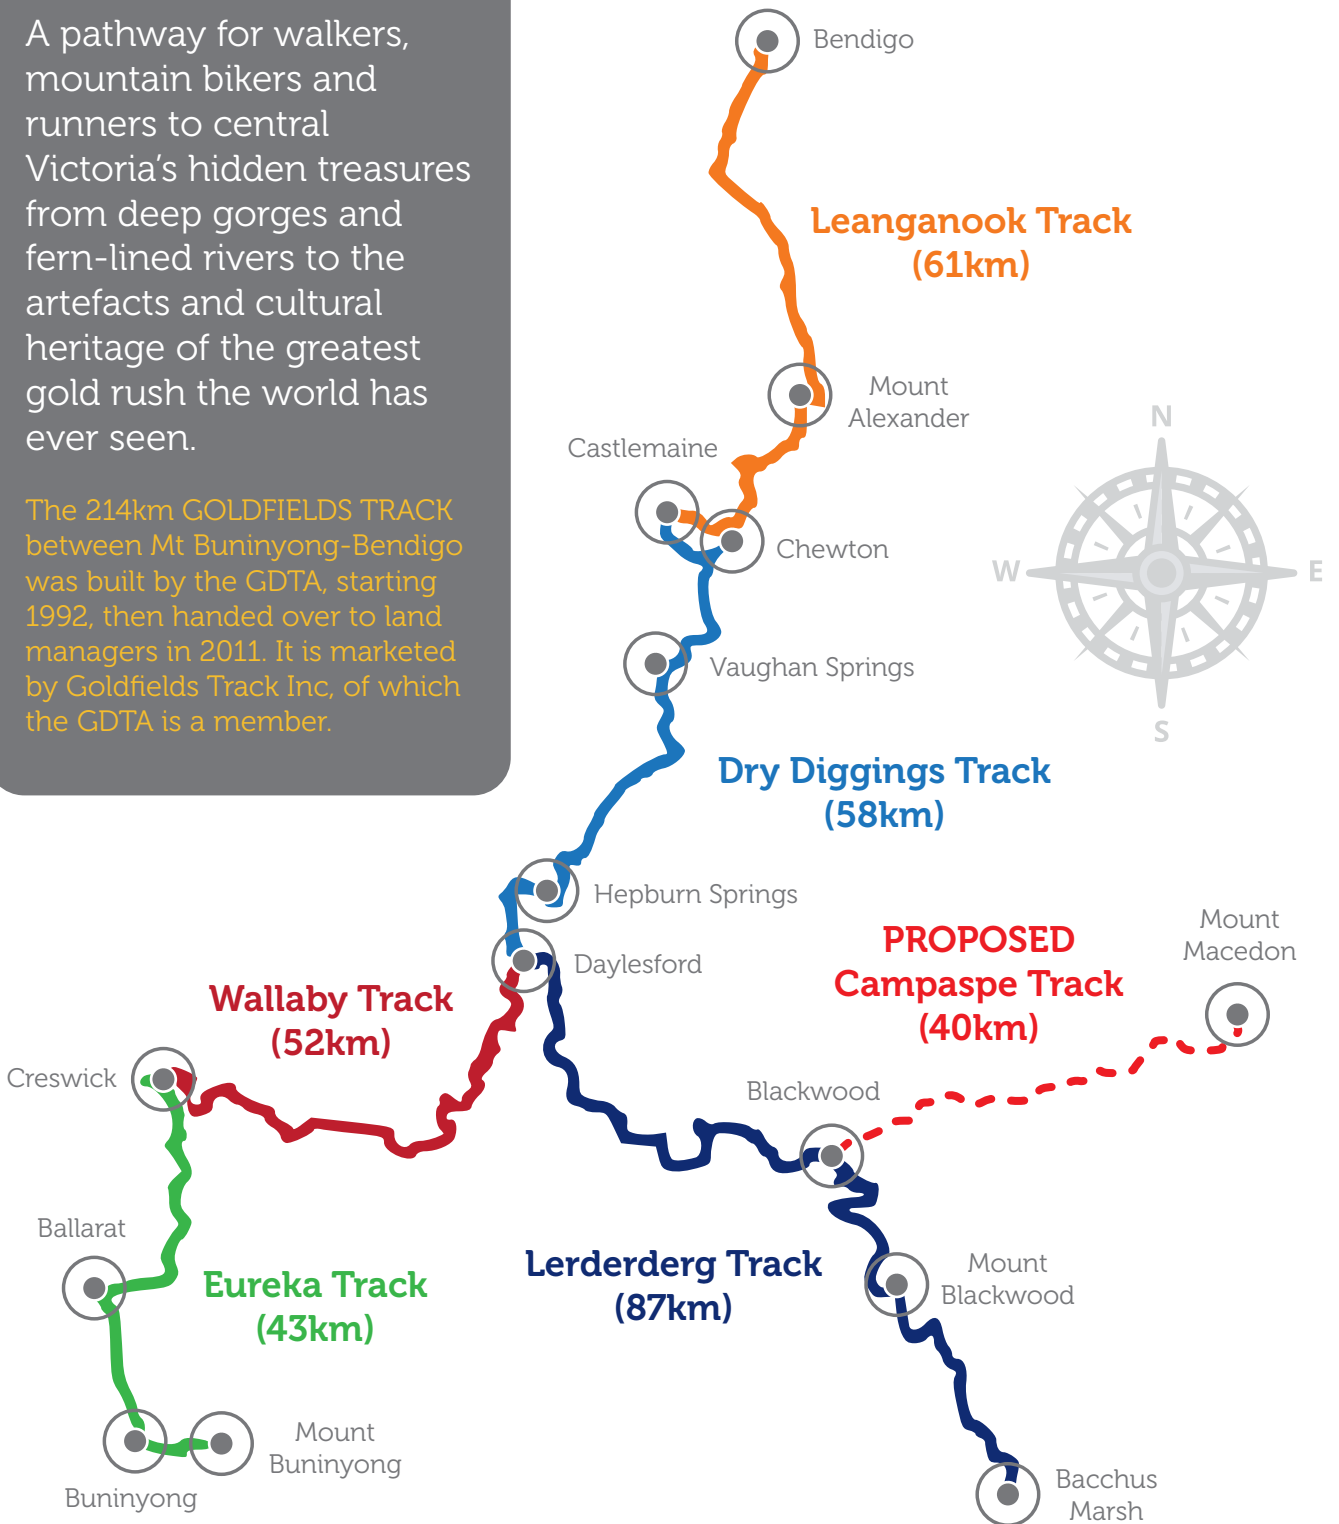 A pathway for walkers,
mountain bikers and
runners to central
Victoria's hidden treasures
from deep gorges and
fern-lined rivers to the
artefacts and cultural
heritage of the greatest
gold rush the world has
ever seen.
The 214km GOLDFIELDS TRACK
between Mt Buninyong-Bendigo
was built by the GDTA, starting
1992, then handed over to land
managers in 2011. It is marketed
by Goldfields Track Inc, of which
the GDTA is a member.
Bendigo
Leanganook Track
(61km)
Mount
Alexander
Castlemaine
Chewton
N
W
E
S
Vaughan Springs
Dry Diggings Track
(58km)
Hepburn Springs
Daylesford
PROPOSED
Campaspe Track
(40km)
Mount
Macedon
Wallaby Track
(52km)
Creswick
Blackwood
Ballarat
Eureka Track
(43km)
Lerderderg Track
(87km)
Mount
Blackwood
Mount
Buninyong
Buninyong
Bacchus
Marsh